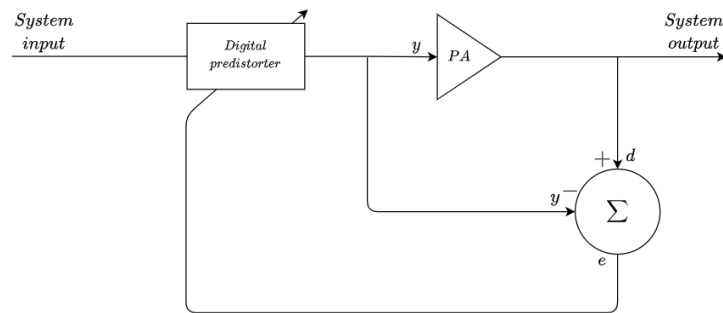 System
input
Digital
predistorter
y
PA
System
output
+
d
y
−
Σ
e